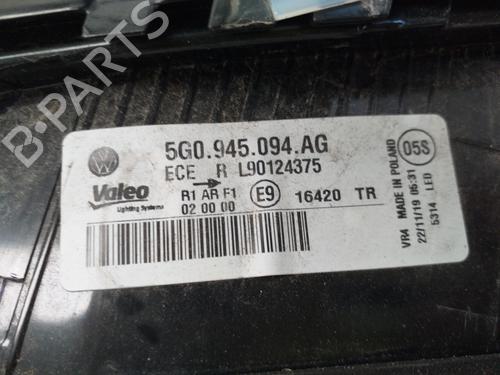 5G0.945.094.AG
ECE R L90124375
Valeo
Lighting Systems
R1 AR F1
02 00 00
E9
16420 TR
05S
VR4 MADE IN POLAND
22/11/19 05:31
5314 LED
B-PARTS